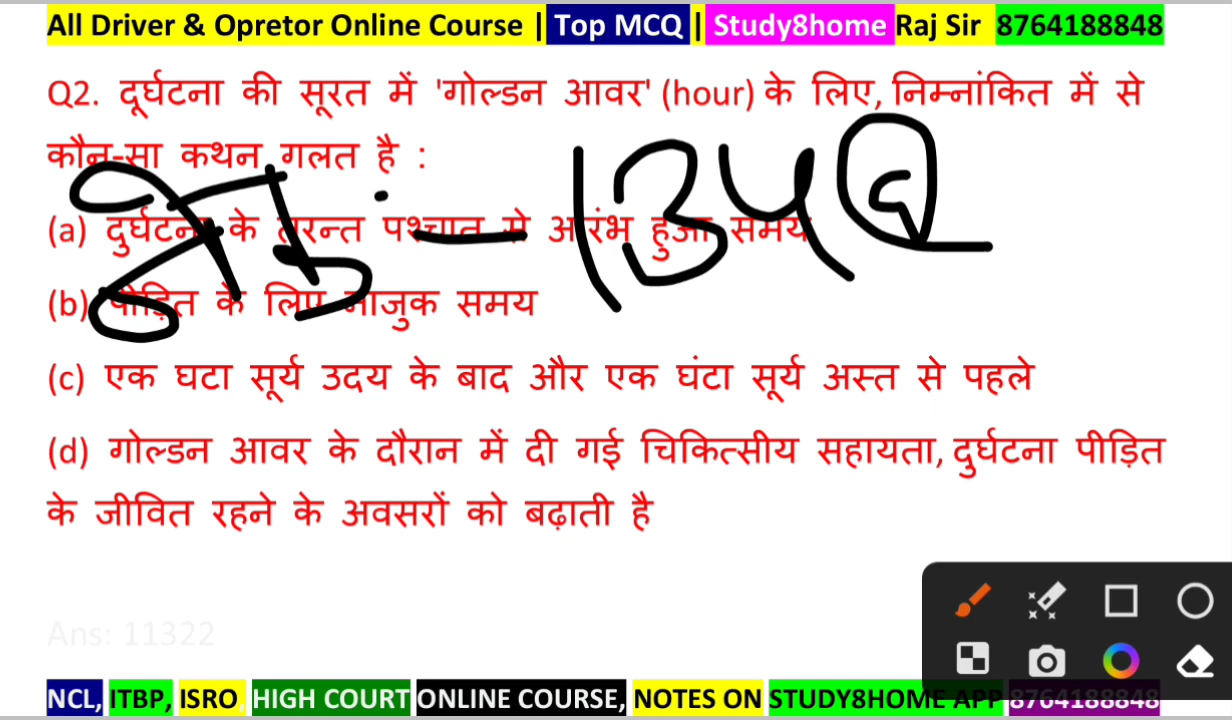 All Driver & Opretor Online Course | Top MCQ | Study8home Raj Sir 8764188848
Q2. दूर्घटना की सूरत में 'गोल्डन आवर' (hour) के लिए, निम्नांकित में से
कौन-सा कथन गलत है :
(a) दुर्घटना के तुरन्त पश्चात से आरंभ हुआ समय
(b) पीड़ित के लिए नाजुक समय
(c) एक घटा सूर्य उदय के बाद और एक घंटा सूर्य अस्त से पहले
(d) गोल्डन आवर के दौरान में दी गई चिकित्सीय सहायता, दुर्घटना पीड़ित
के जीवित रहने के अवसरों को बढ़ाती है
Ans: 11322
NCL, ITBP, ISRO, HIGH COURT ONLINE COURSE, NOTES ON STUDY8HOME APP 8764188848